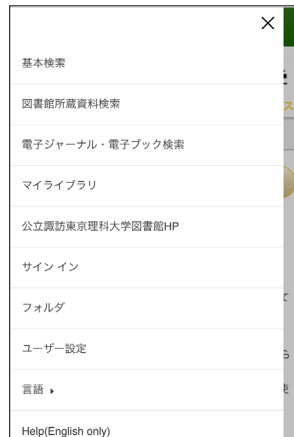 基本検索
図書館所蔵資料検索
電子ジャーナル・電子ブック検索
マイライブラリ
公立諏訪東京理科大学図書館HP
サイン イン
フォルダ
ユーザー設定
言語
Help(English only)